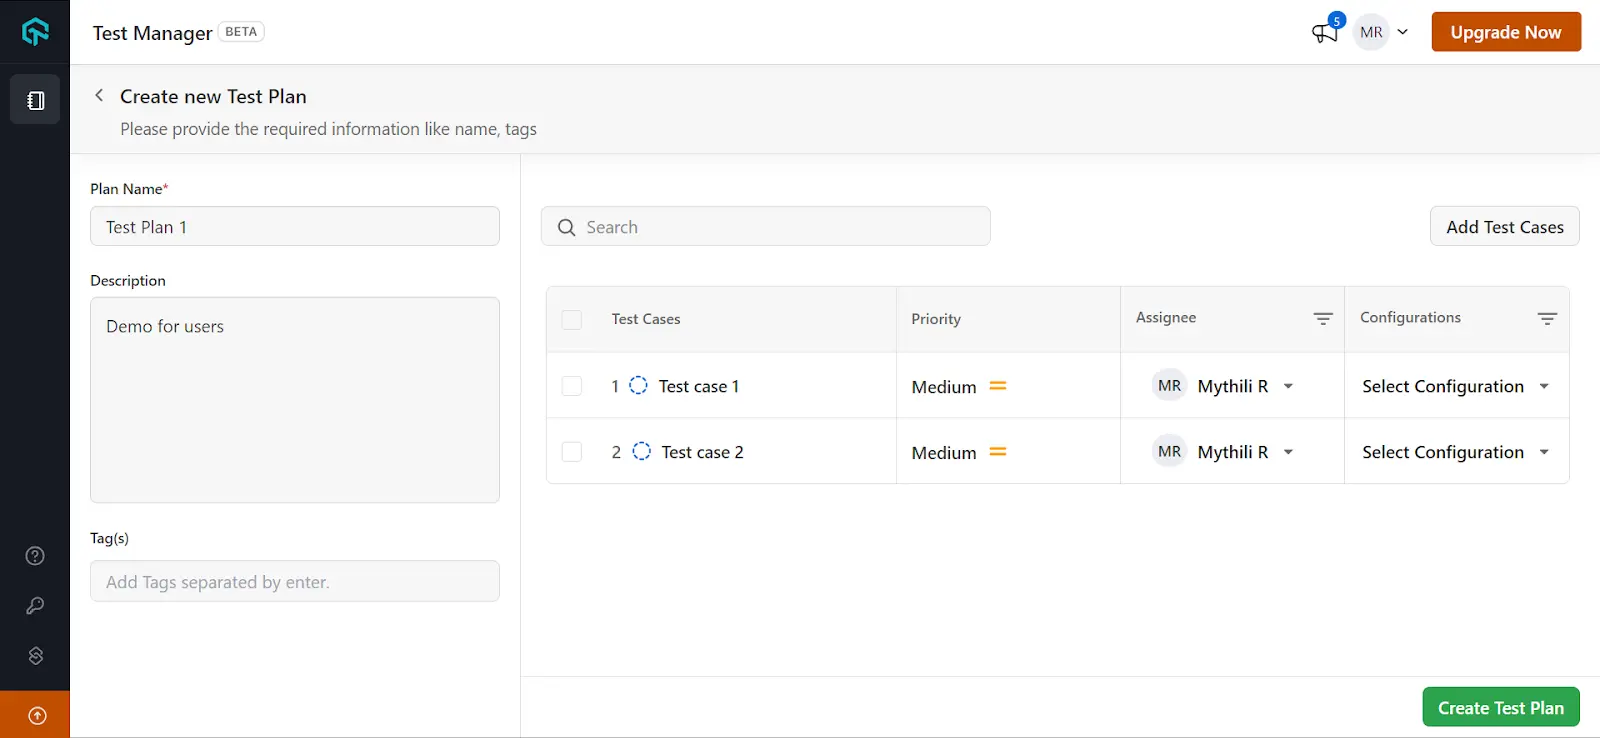 Test Manager BETA
5
MR
Upgrade Now
Create new Test Plan
Please provide the required information like name, tags
Plan Name*
Test Plan 1
Description
Demo for users
Tag(s)
Add Tags separated by enter.
Search
Add Test Cases
Test Cases Priority Assignee Configurations
1 Test case 1 Medium MR Mythili R Select Configuration
2 Test case 2 Medium MR Mythili R Select Configuration
Create Test Plan